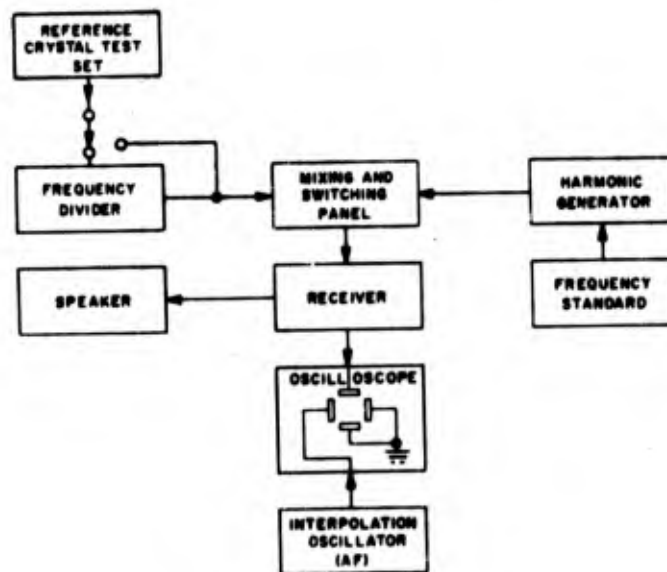 REFERENCE
CRYSTAL TEST
SET
FREQUENCY
DIVIDER
MIXING AND
SWITCHING
PANEL
HARMONIC
GENERATOR
SPEAKER
RECEIVER
FREQUENCY
STANDARD
OSCILLOSCOPE
INTERPOLATION
OSCILLATOR
(AF)